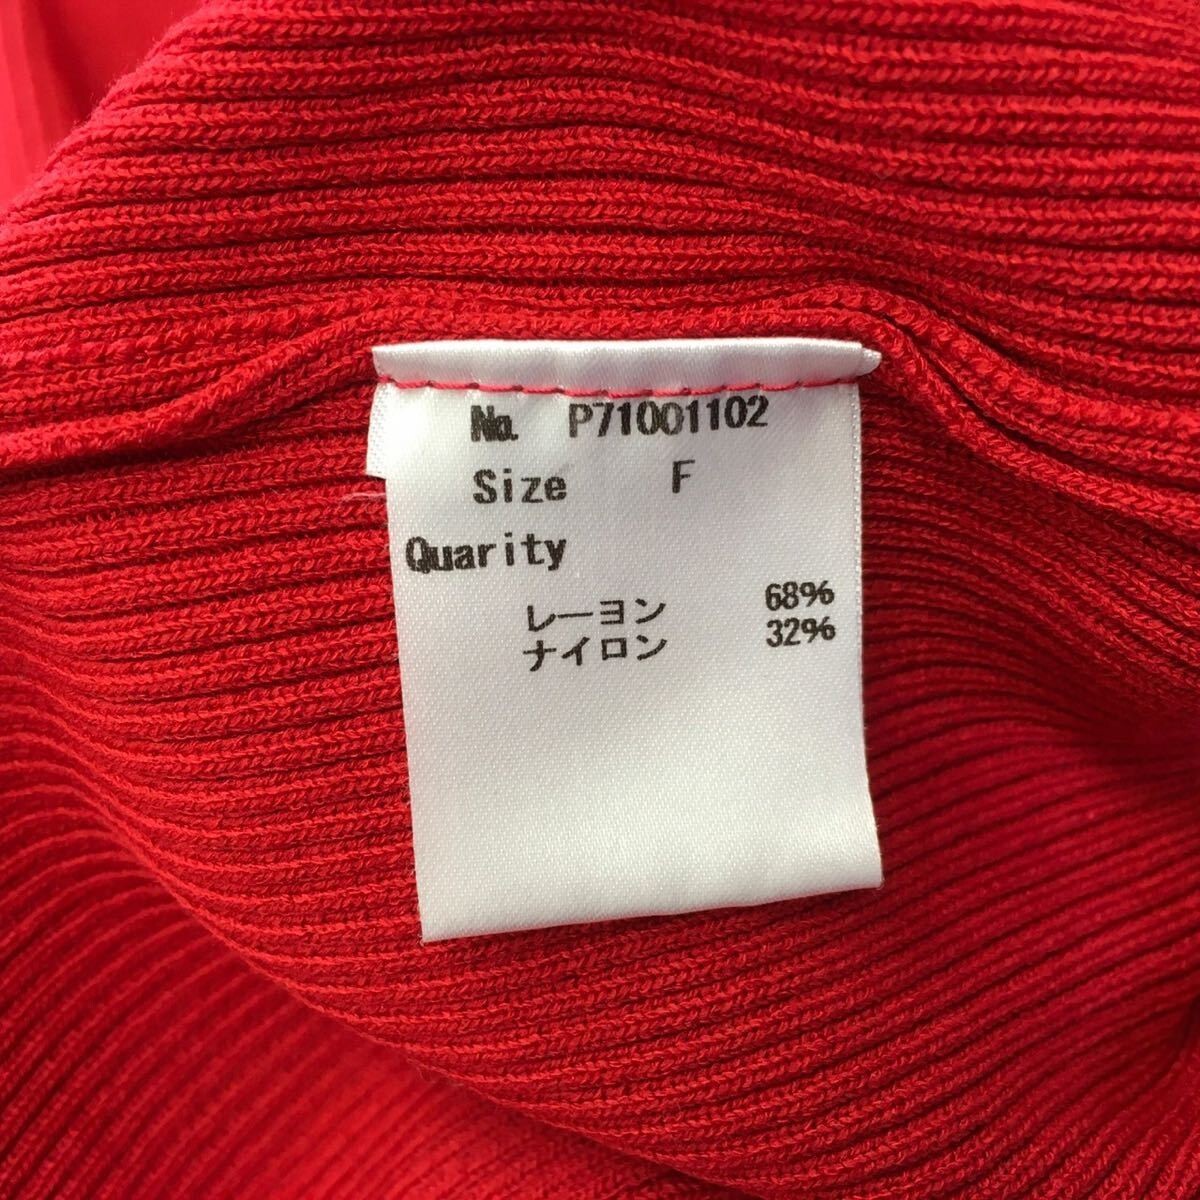 No. P71001102
Size F
Quarity
レーヨン 68%
ナイロン 32%